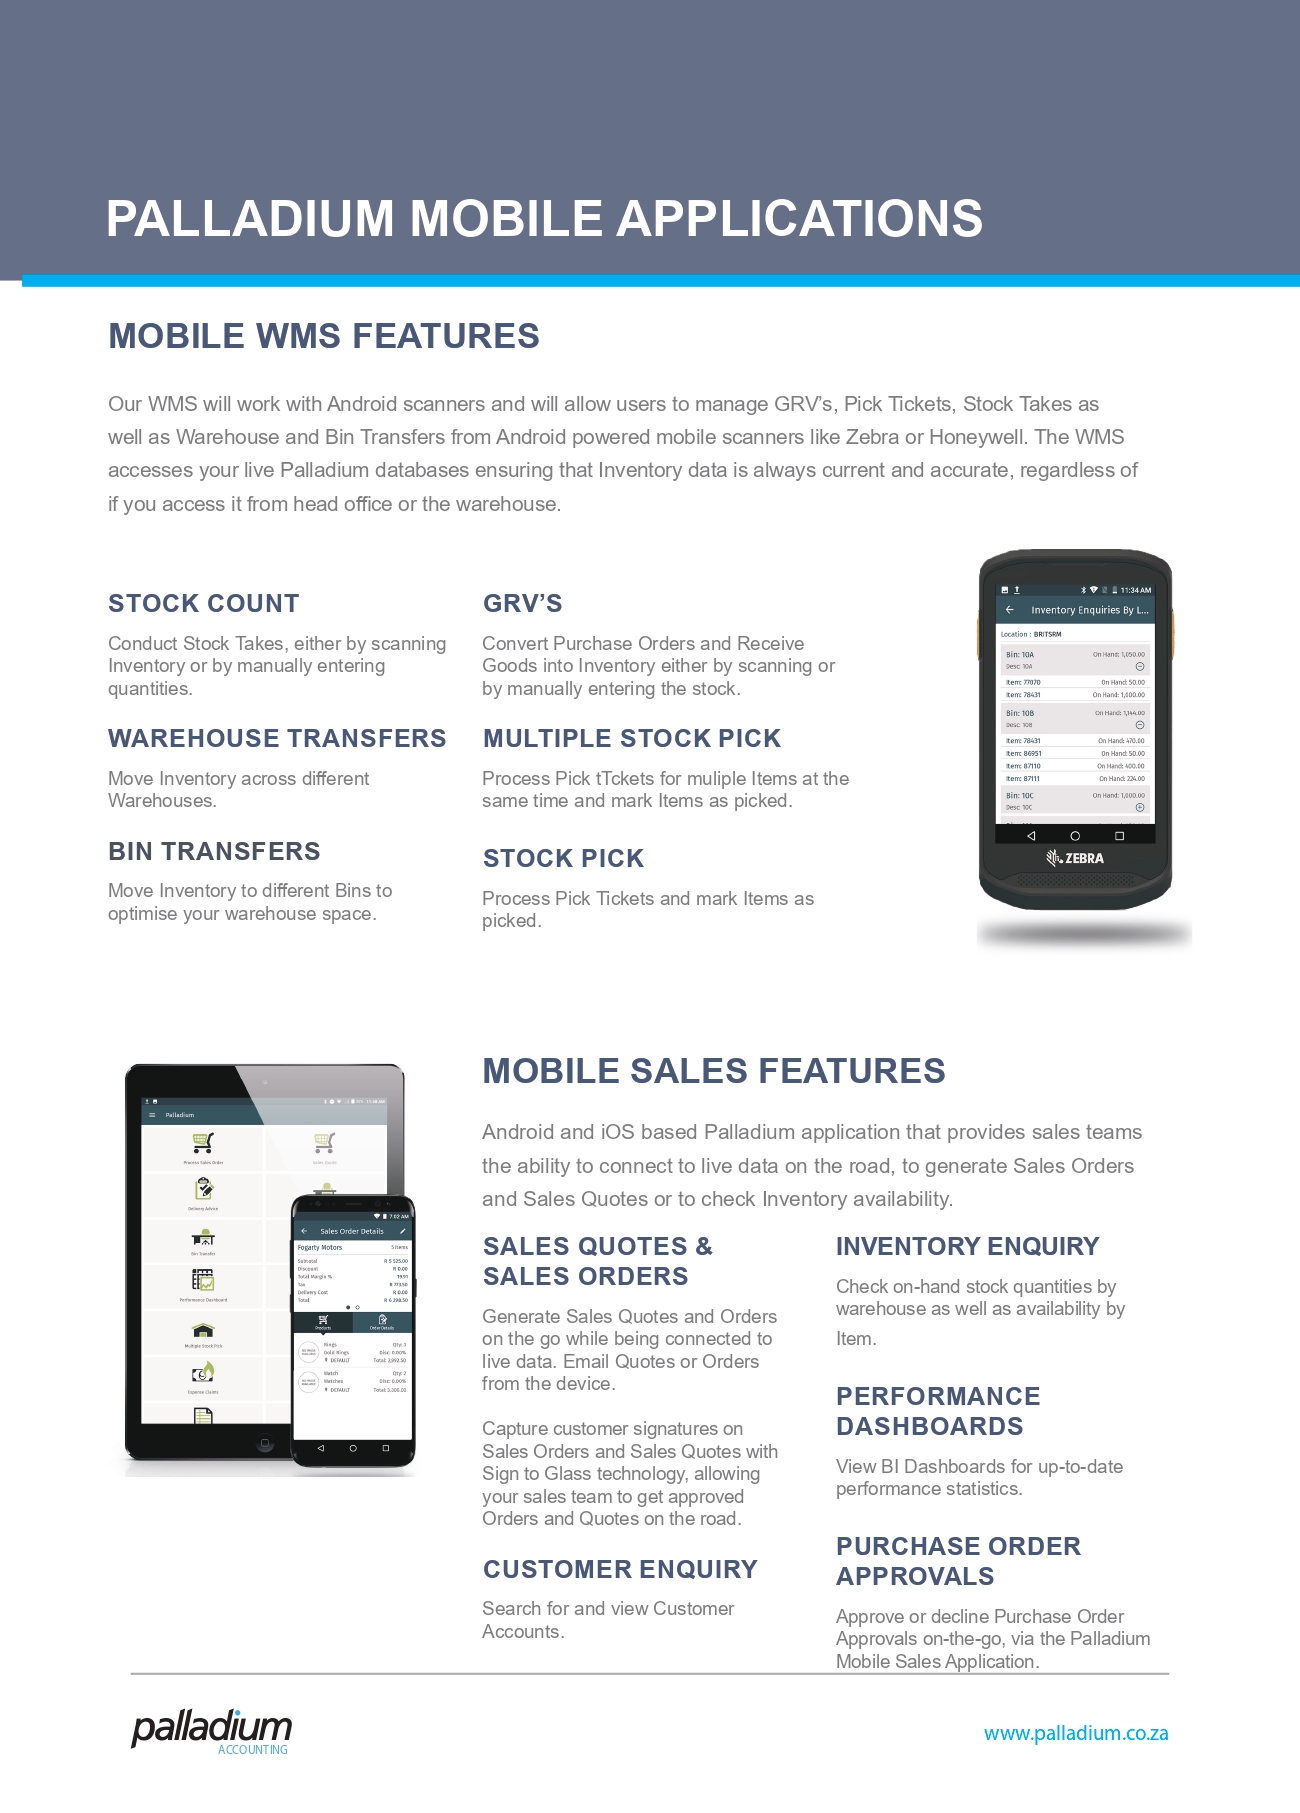 PALLADIUM MOBILE APPLICATIONS
MOBILE WMS FEATURES
Our WMS will work with Android scanners and will allow users to manage GRV’s, Pick Tickets, Stock Takes as
well as Warehouse and Bin Transfers from Android powered mobile scanners like Zebra or Honeywell. The WMS
accesses your live Palladium databases ensuring that Inventory data is always current and accurate, regardless of
if you access it from head office or the warehouse.
STOCK COUNT
Conduct Stock Takes, either by scanning
Inventory or by manually entering
quantities.
WAREHOUSE TRANSFERS
Move Inventory across different
Warehouses.
BIN TRANSFERS
Move Inventory to different Bins to
optimise your warehouse space.
GRV’S
Convert Purchase Orders and Receive
Goods into Inventory either by scanning or
by manually entering the stock.
MULTIPLE STOCK PICK
Process Pick tTckets for muliple Items at the
same time and mark Items as picked.
STOCK PICK
Process Pick Tickets and mark Items as
picked.
11:34 AM
Inventory Enquiries By L...
Location : BRITSRM
Bin: 10A On Hand: 1,050.00
Desc: 10A
Item: 77070 On Hand: 50.00
Item: 78431 On Hand: 1,000.00
Bin: 10B On Hand: 1,144.00
Desc: 10B
Item: 78431 On Hand: 470.00
Item: 86951 On Hand: 50.00
Item: 87110 On Hand: 400.00
Item: 87111 On Hand: 224.00
Bin: 10C On Hand: 1,000.00
Desc: 10C
ZEBRA
Palladium
Process Sales Order
Sales Quote
Delivery Advice
Bin Transfer
Performance Dashboard
Multiple Stock Pick
Expense Claims
7:02 AM
Sales Order Details
Fogarty Motors 5 Items
Subtotal R 5 525.00
Discount R 0.00
Total Margin % 19.91
Tax R 773.50
Delivery Cost R 0.00
Total R 6 298.50
Products Order Details
Rings Qty: 3
Gold Rings Disc: 0.00%
DEFAULT Total: 2,992.50
Watch Qty: 2
Watches Disc: 0.00%
DEFAULT
MOBILE SALES FEATURES
Android and iOS based Palladium application that provides sales teams
the ability to connect to live data on the road, to generate Sales Orders
and Sales Quotes or to check Inventory availability.
SALES QUOTES &
SALES ORDERS
Generate Sales Quotes and Orders
on the go while being connected to
live data. Email Quotes or Orders
from the device.
Capture customer signatures on
Sales Orders and Sales Quotes with
Sign to Glass technology, allowing
your sales team to get approved
Orders and Quotes on the road.
CUSTOMER ENQUIRY
Search for and view Customer
Accounts.
INVENTORY ENQUIRY
Check on-hand stock quantities by
warehouse as well as availability by
Item.
PERFORMANCE
DASHBOARDS
View BI Dashboards for up-to-date
performance statistics.
PURCHASE ORDER
APPROVALS
Approve or decline Purchase Order
Approvals on-the-go, via the Palladium
Mobile Sales Application.
palladium
ACCOUNTING
www.palladium.co.za